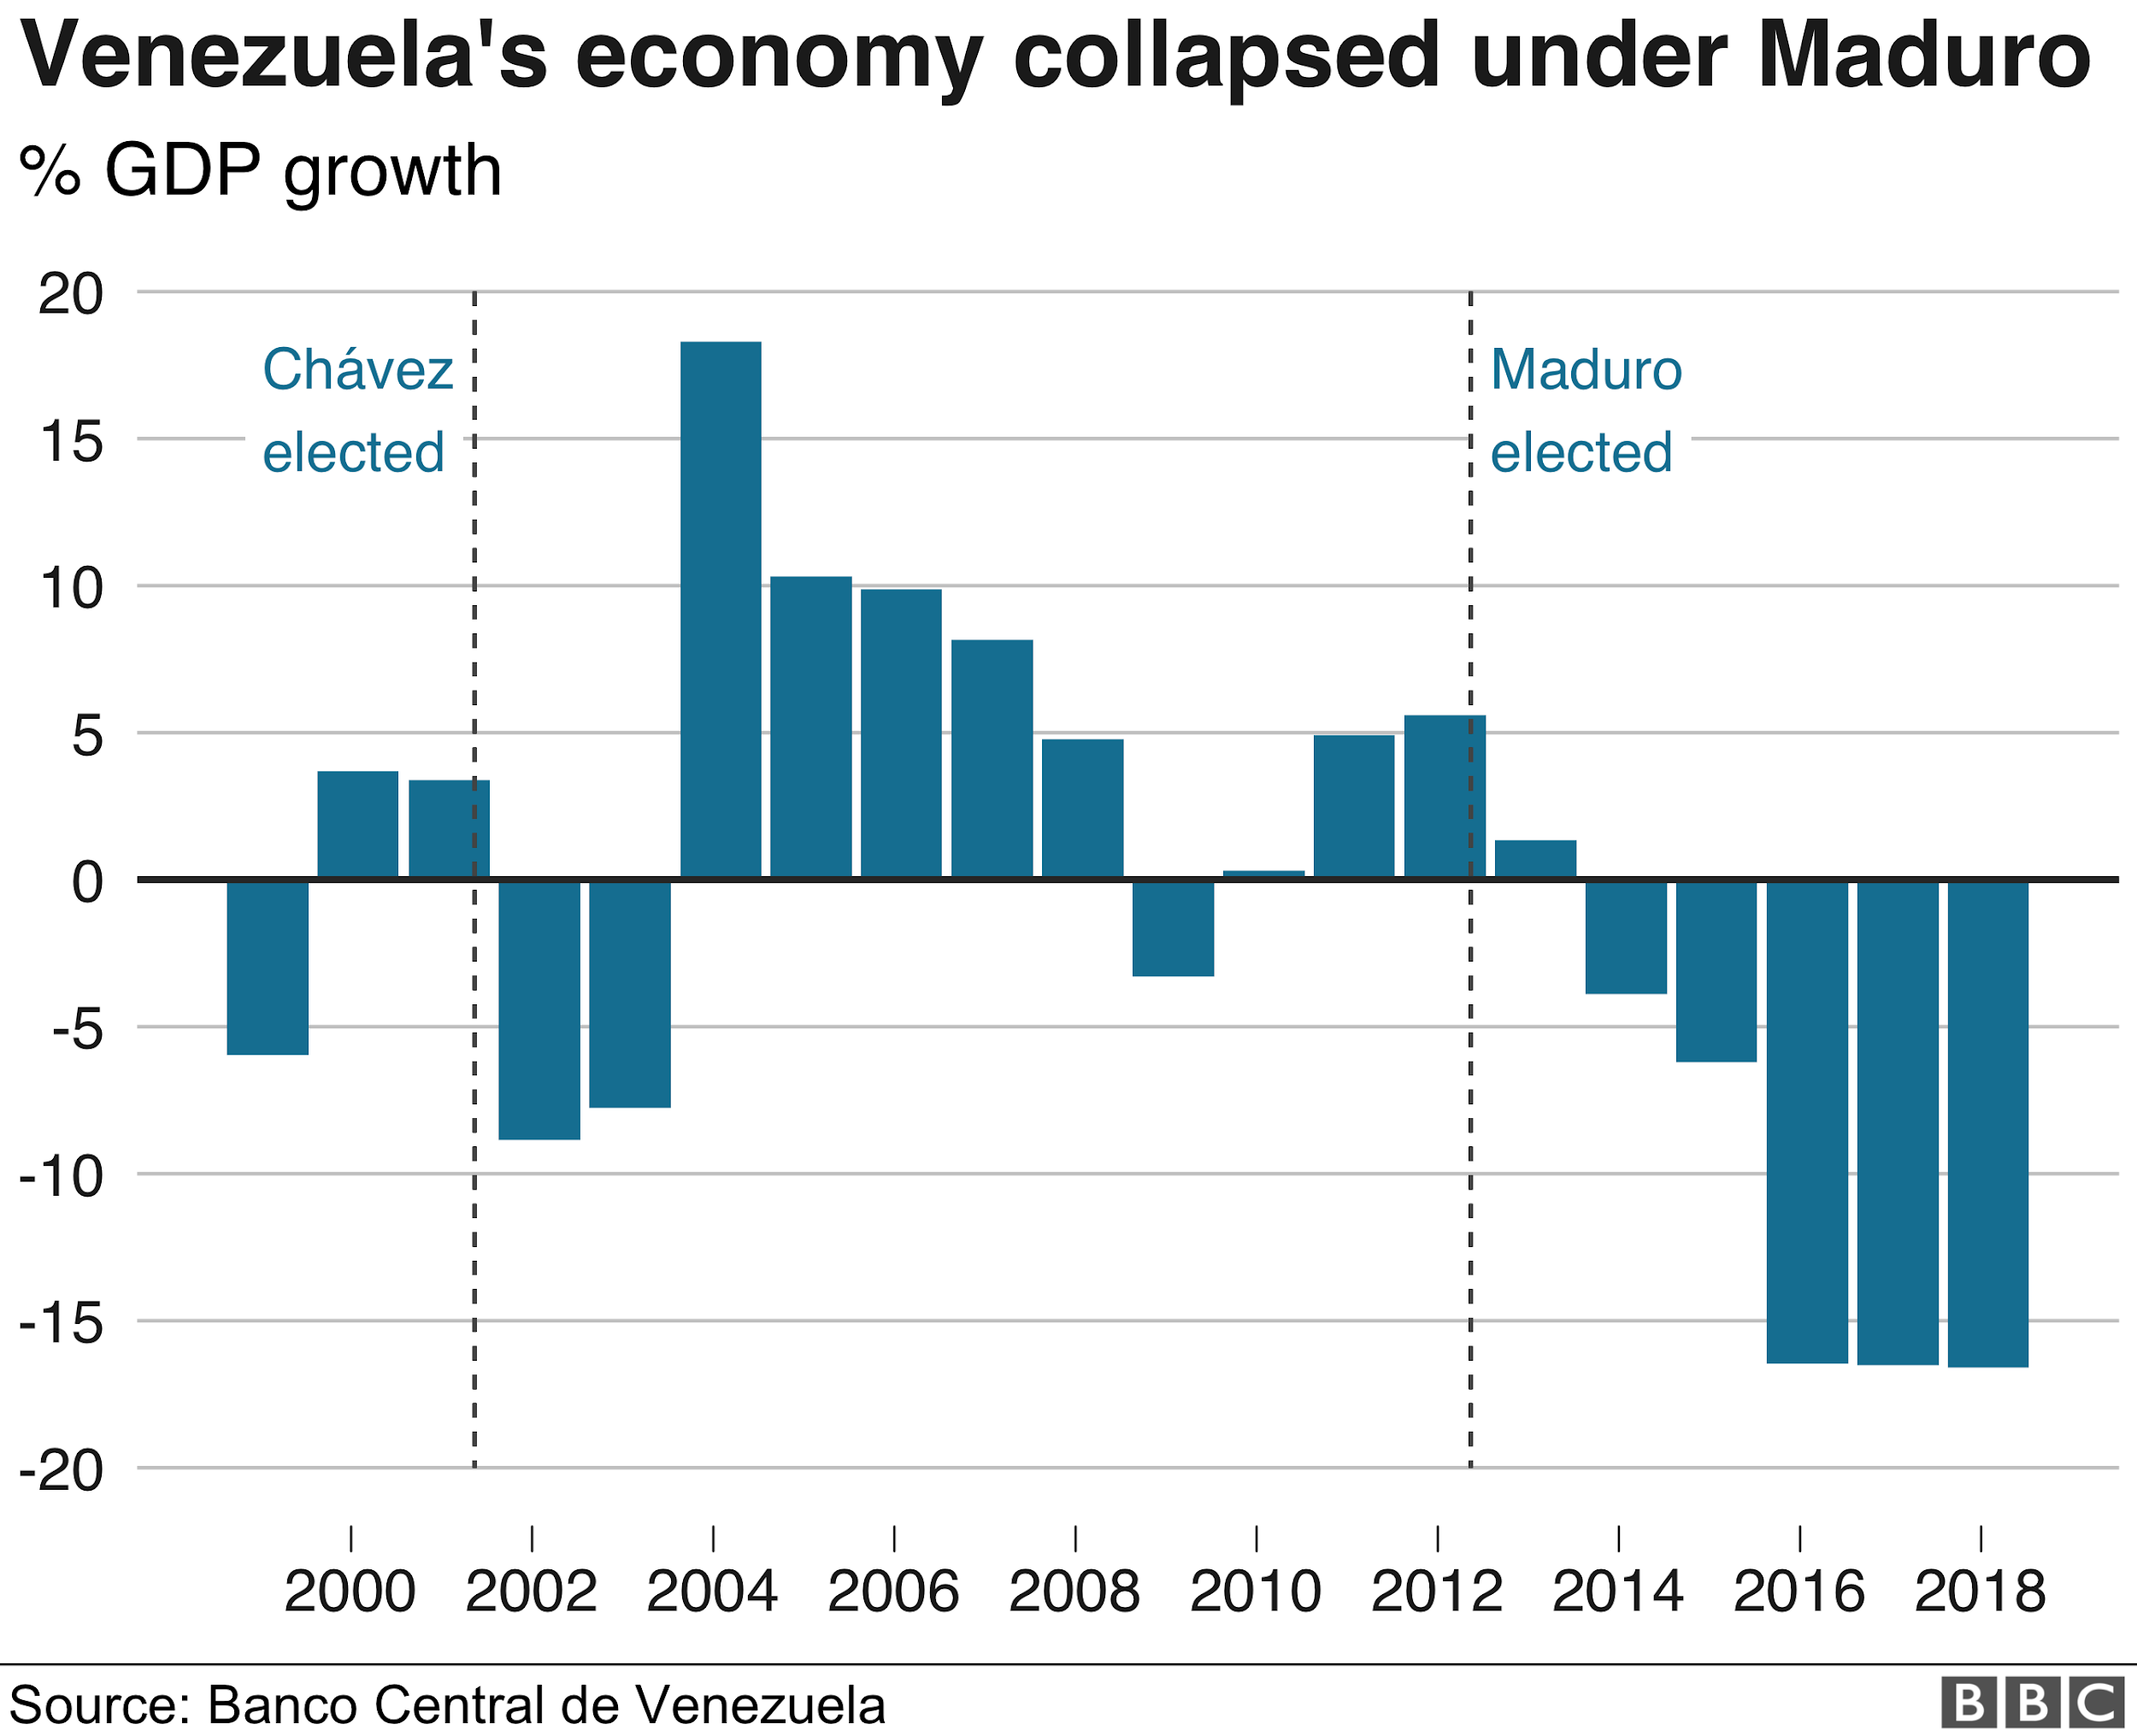 Venezuela's economy collapsed under Maduro
% GDP growth
20
Chávez
elected
Maduro
elected
15
10
5
0
-5
-10
-15
-20
2000 2002 2004 2006 2008 2010 2012 2014 2016 2018
Source: Banco Central de Venezuela
BBC